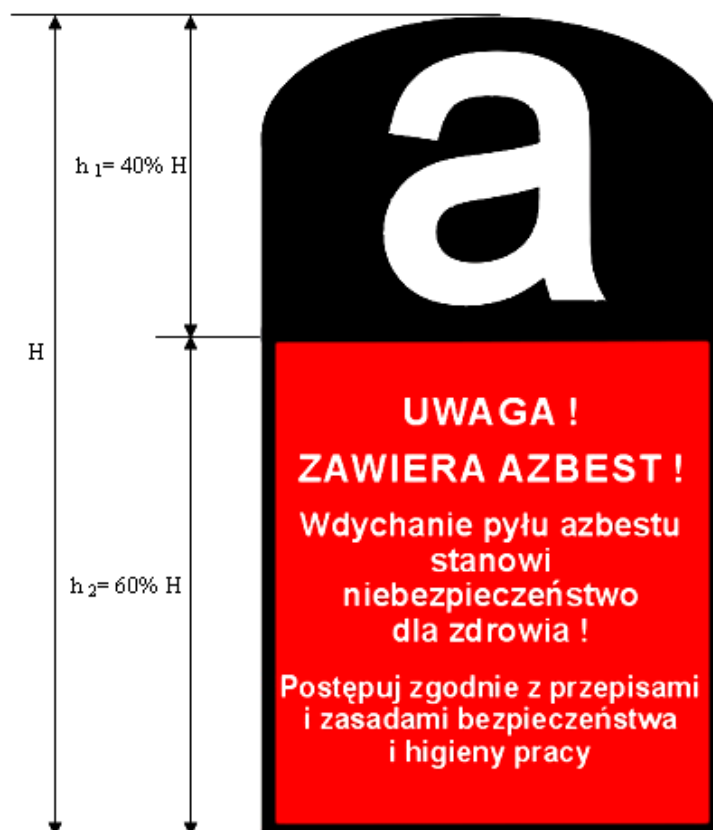 a
h 1= 40% H
H
h 2= 60% H
UWAGA !
ZAWIERA AZBEST !
Wdychanie pyłu azbestu
stanowi
niebezpieczeństwo
dla zdrowia !
Postępuj zgodnie z przepisami
i zasadami bezpieczeństwa
i higieny pracy